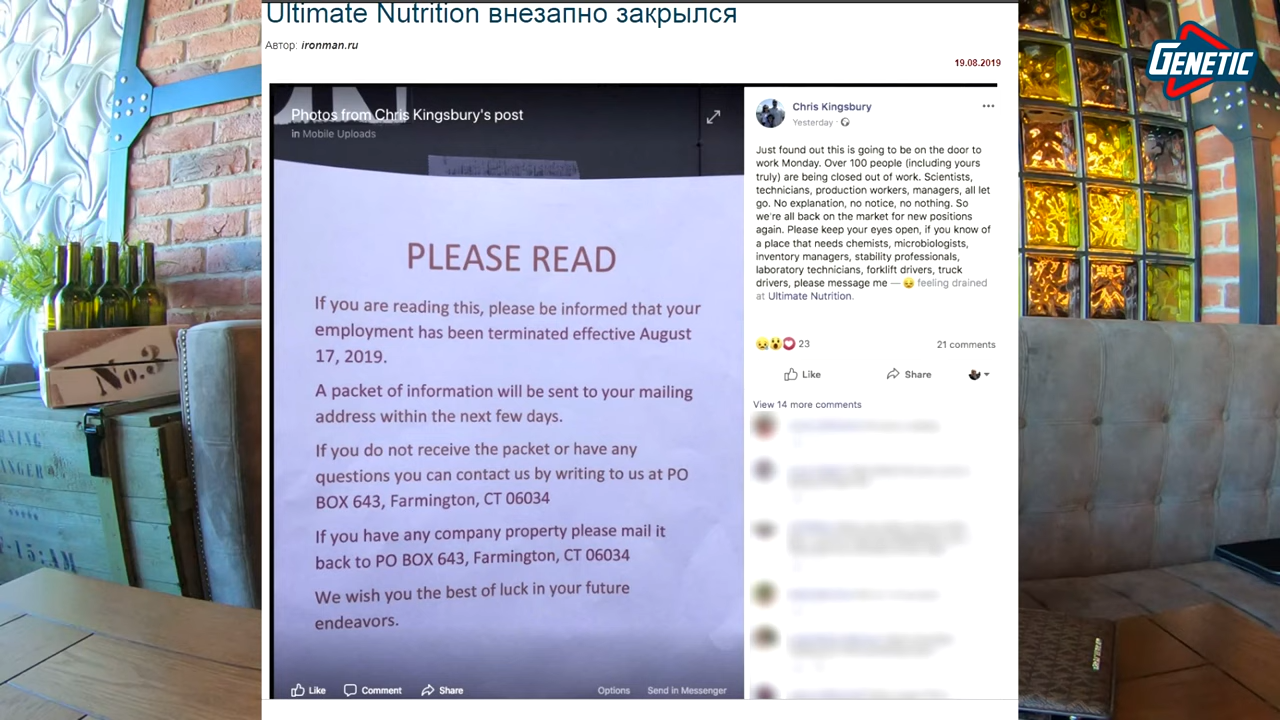 Ultimate Nutrition внезапно закрылся
Автор: ironman.ru
19.08.2019
GENETIC
Photos from Chris Kingsbury's post
in Mobile Uploads
PLEASE READ
If you are reading this, please be informed that your
employment has been terminated effective August
17, 2019.
A packet of information will be sent to your mailing
address within the next few days.
If you do not receive the packet or have any
questions you can contact us by writing to us at PO
BOX 643, Farmington, CT 06034
If you have any company property please mail it
back to PO BOX 643, Farmington, CT 06034
We wish you the best of luck in your future
endeavors.
Like Comment Share Options Send in Messenger
Chris Kingsbury
Yesterday
Just found out this is going to be on the door to
work Monday. Over 100 people (including yours
truly) are being closed out of work. Scientists,
technicians, production workers, managers, all let
go. No explanation, no notice, no nothing. So
we're all back on the market for new positions
again. Please keep your eyes open, if you know of
a place that needs chemists, microbiologists,
inventory managers, stability professionals,
laboratory technicians, forklift drivers, truck
drivers, please message me — 😪 feeling drained
at Ultimate Nutrition.
23 21 comments
Like Share
View 14 more comments
No.3